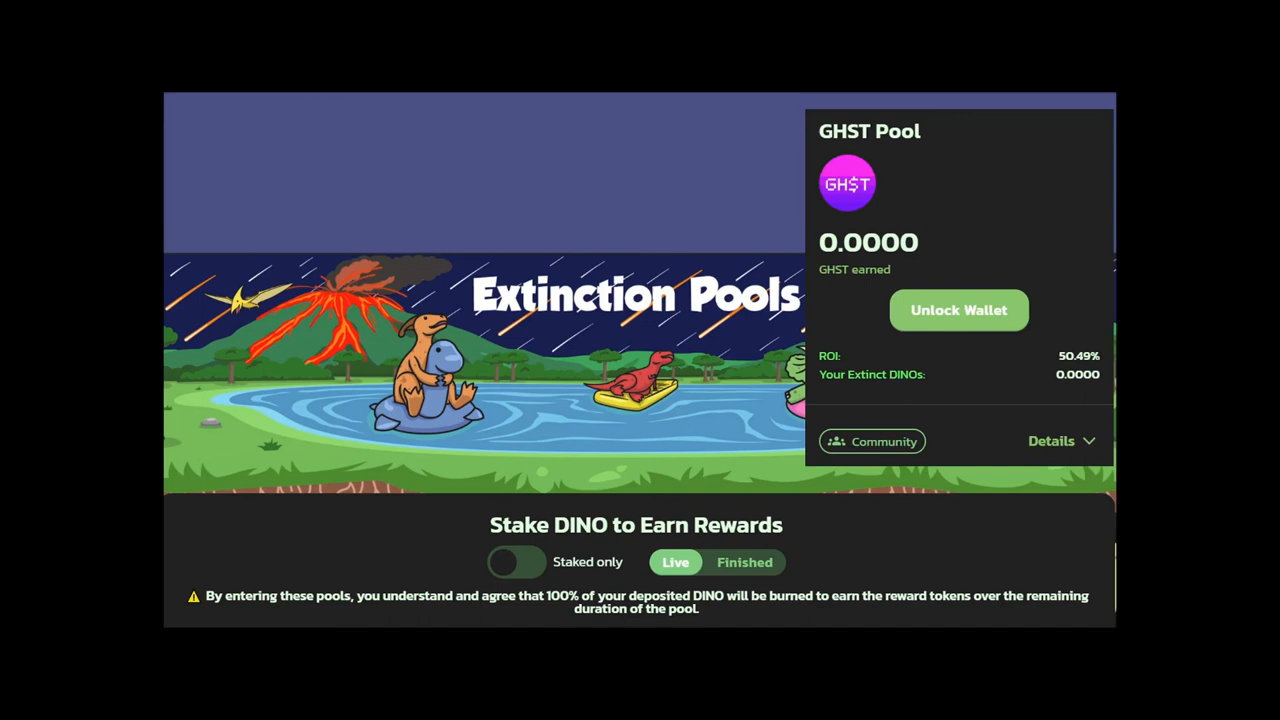 GHST Pool
GH$T
0.0000
GHST earned
Unlock Wallet
Extinction Pools
ROI: 50.49%
Your Extinct DINOs: 0.0000
Community Details
Stake DINO to Earn Rewards
Staked only Live Finished
By entering these pools, you understand and agree that 100% of your deposited DINO will be burned to earn the reward tokens over the remaining
duration of the pool.